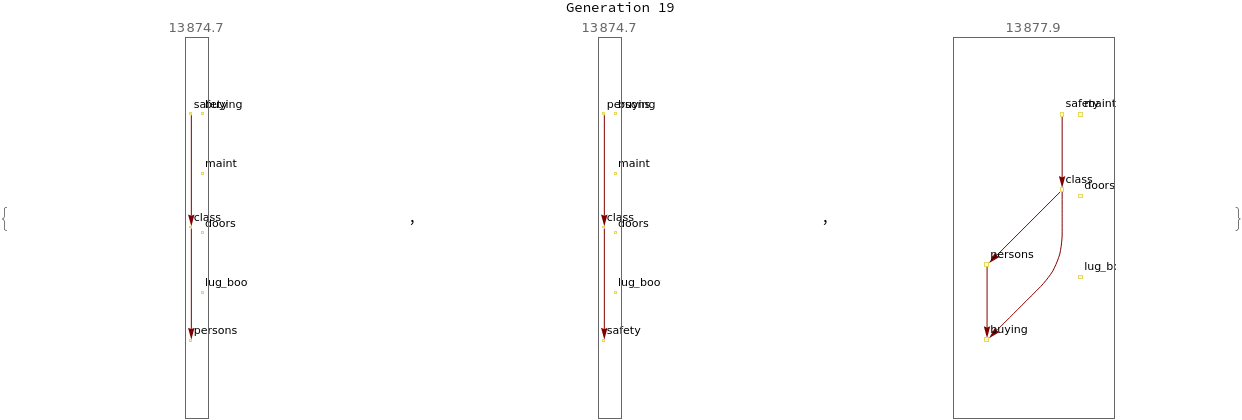 Generation 19
13874.7
safety
buying
maint
class
doors
lug_boo
persons
,
13874.7
persons
buying
maint
class
doors
lug_boo
safety
,
13877.9
safety
maint
class
doors
persons
lug_b
buying